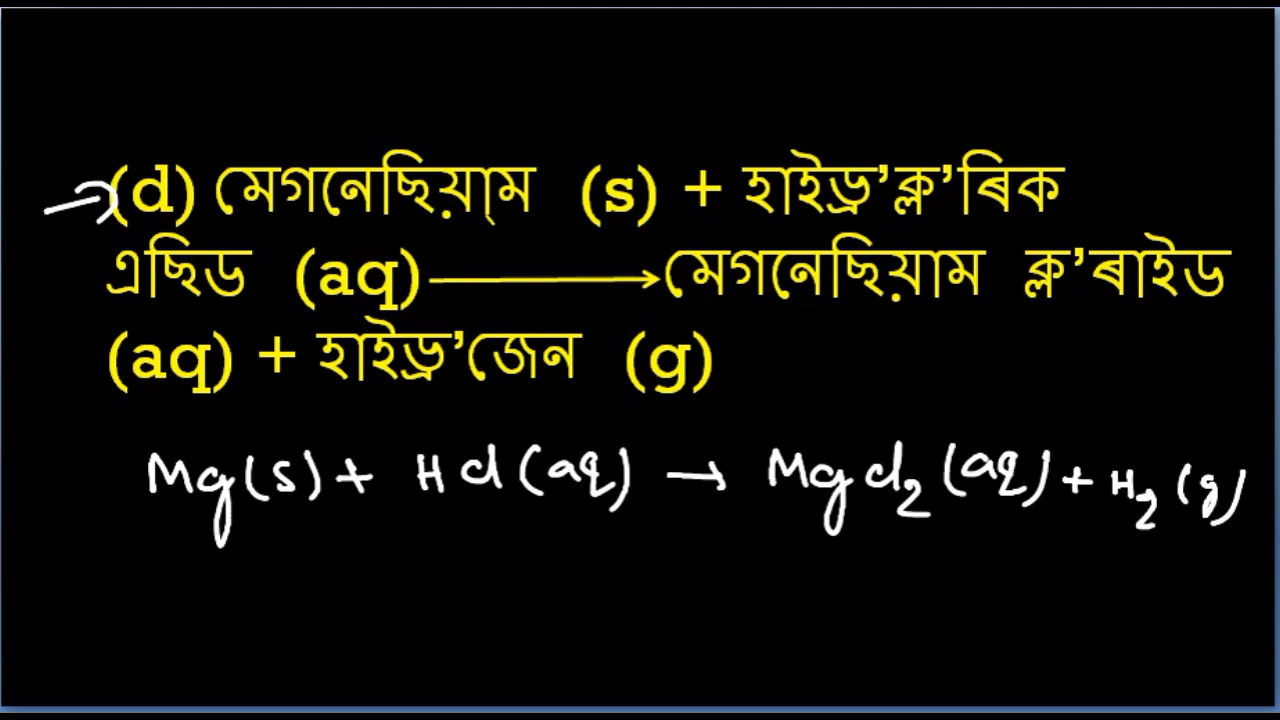 (d) মেগনেছিয়া্ম (s) + হাইড্ৰ’ক্ল’ৰিক
এছিড (aq)⟶মেগনেছিয়াম ক্ল’ৰাইড
(aq) + হাইড্ৰ’জেন (g)
Mg(s) + HCl(aq) → MgCl₂(aq) + H₂(g)